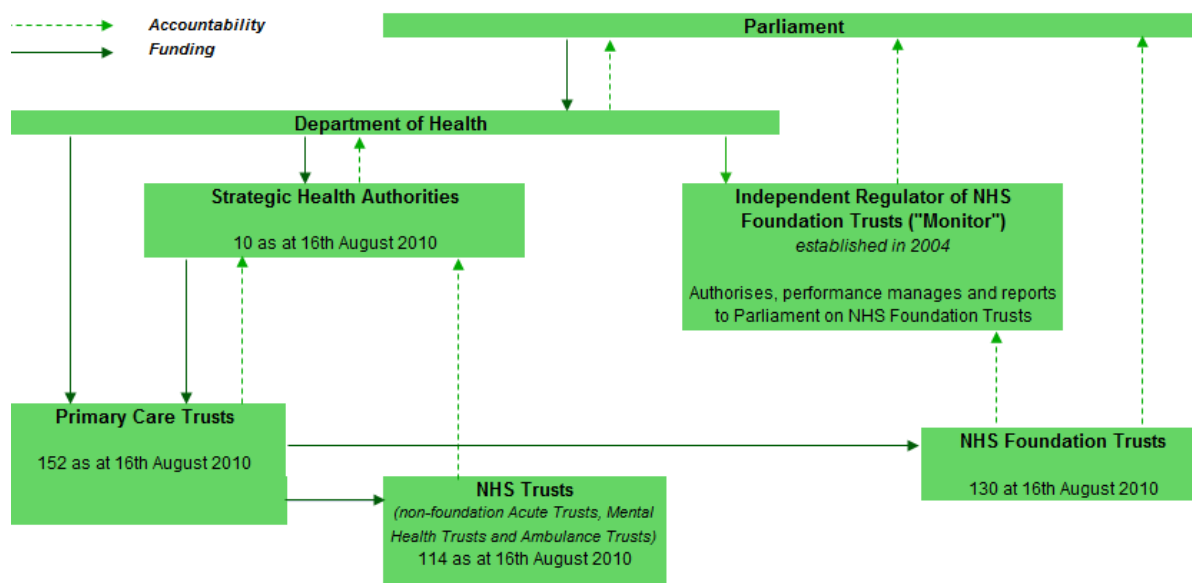 Accountability
Funding
Parliament
Department of Health
Strategic Health Authorities
10 as at 16th August 2010
Independent Regulator of NHS
Foundation Trusts ("Monitor")
established in 2004
Authorises, performance manages and reports
to Parliament on NHS Foundation Trusts
Primary Care Trusts
152 as at 16th August 2010
NHS Foundation Trusts
130 at 16th August 2010
NHS Trusts
(non-foundation Acute Trusts, Mental
Health Trusts and Ambulance Trusts)
114 as at 16th August 2010